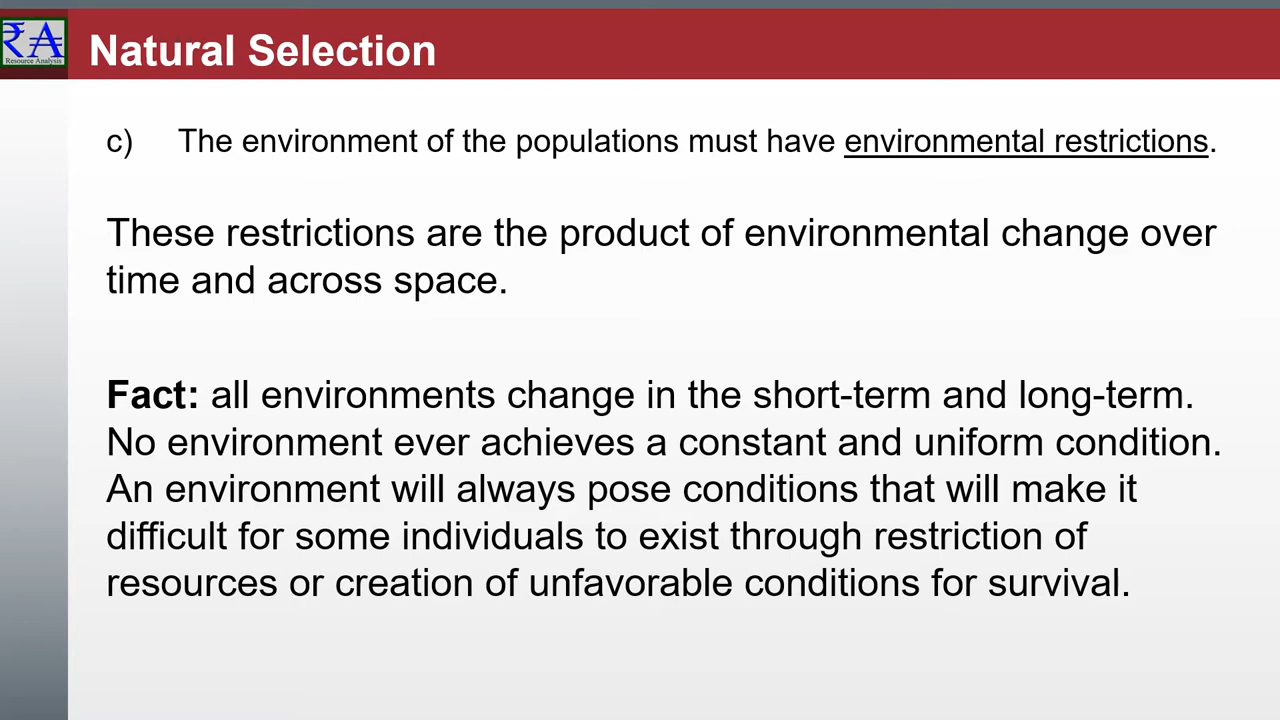 ₹A
Resource Analysis
Natural Selection
c) The environment of the populations must have environmental restrictions.
These restrictions are the product of environmental change over
time and across space.
Fact: all environments change in the short-term and long-term.
No environment ever achieves a constant and uniform condition.
An environment will always pose conditions that will make it
difficult for some individuals to exist through restriction of
resources or creation of unfavorable conditions for survival.